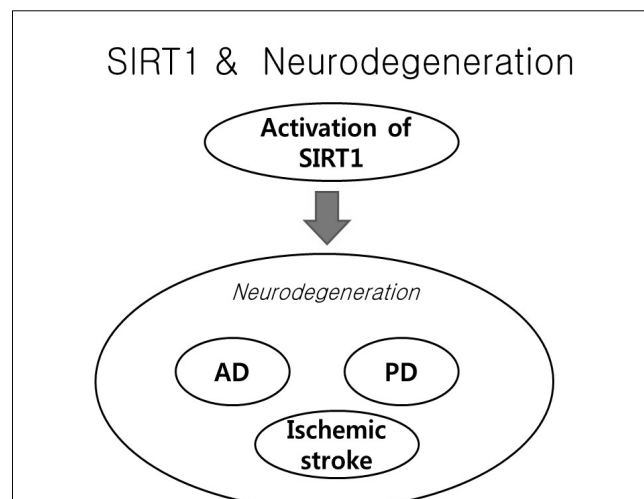 SIRT1 & Neurodegeneration
Activation of
SIRT1
Neurodegeneration
AD
PD
Ischemic
stroke